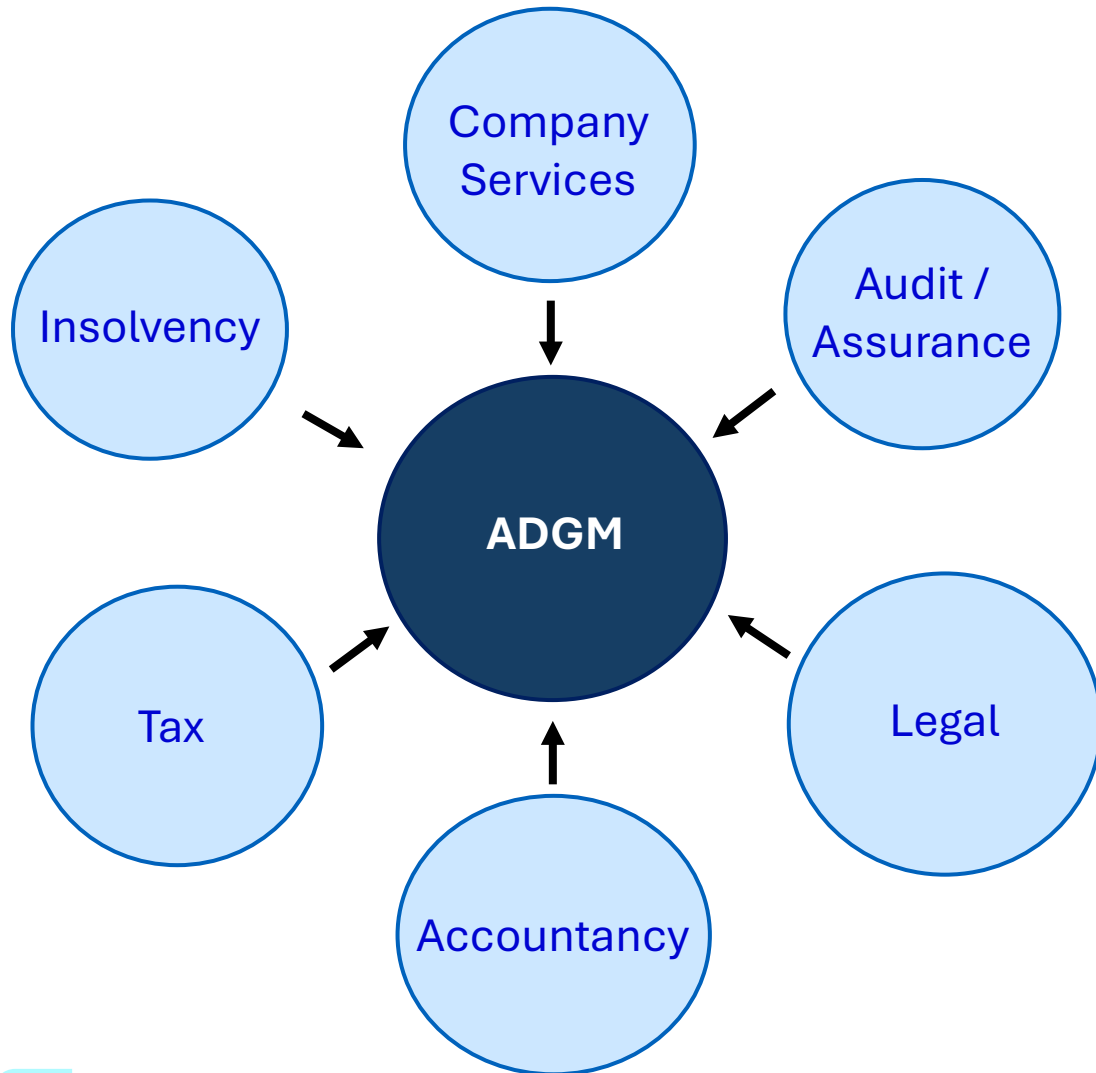 Company
Services
Audit /
Assurance
Insolvency
ADGM
Tax
Legal
Accountancy